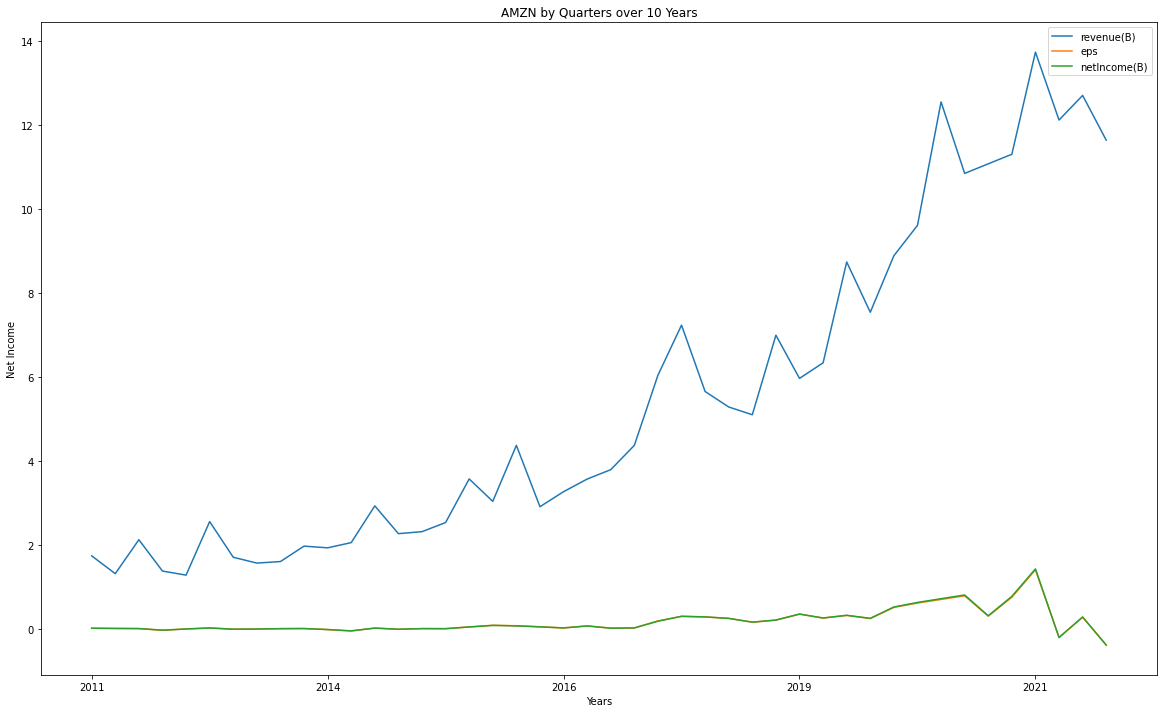 AMZN by Quarters over 10 Years
revenue(B)
eps
netIncome(B)
14
12
10
8
6
4
2
0
Net Income
2011
2014
2016
2019
2021
Years